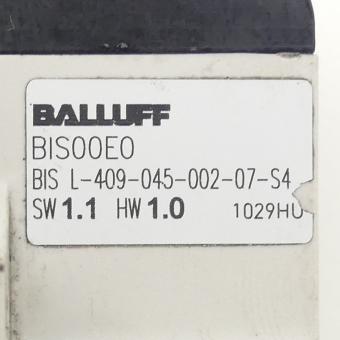 BALLUFF
BIS00E0
BIS L-409-045-002-07-S4
SW 1.1 HW 1.0 1029HU